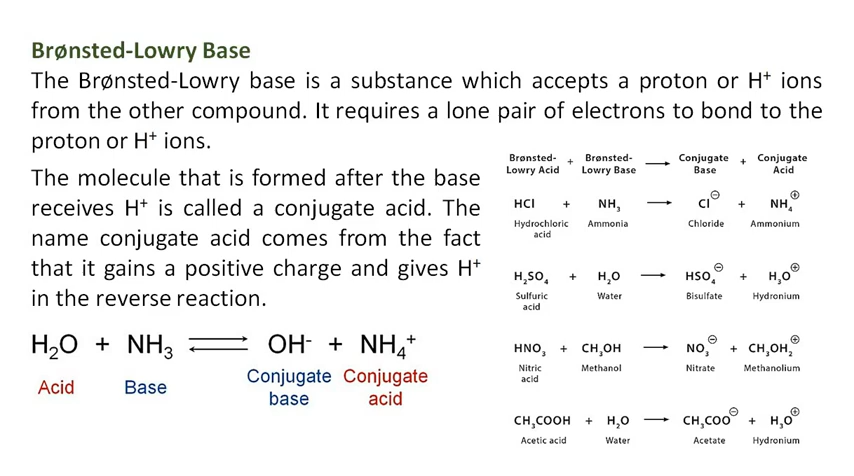 Brønsted-Lowry Base
The Brønsted-Lowry base is a substance which accepts a proton or H⁺ ions
from the other compound. It requires a lone pair of electrons to bond to the
proton or H⁺ ions.
The molecule that is formed after the base
receives H⁺ is called a conjugate acid. The
name conjugate acid comes from the fact
that it gains a positive charge and gives H⁺
in the reverse reaction.
H₂O + NH₃ ⇌ OH⁻ + NH₄⁺
Acid Base Conjugate base Conjugate acid
Brønsted-Lowry Acid + Brønsted-Lowry Base ⟶ Conjugate Base + Conjugate Acid
HCl + NH₃ ⟶ Cl⊖ + NH₄⊕
Hydrochloric acid Ammonia Chloride Ammonium
H₂SO₄ + H₂O ⟶ HSO₄⊖ + H₃O⊕
Sulfuric acid Water Bisulfate Hydronium
HNO₃ + CH₃OH ⟶ NO₃⊖ + CH₃OH₂⊕
Nitric acid Methanol Nitrate Methanolium
CH₃COOH + H₂O ⟶ CH₃COO⊖ + H₃O⊕
Acetic acid Water Acetate Hydronium